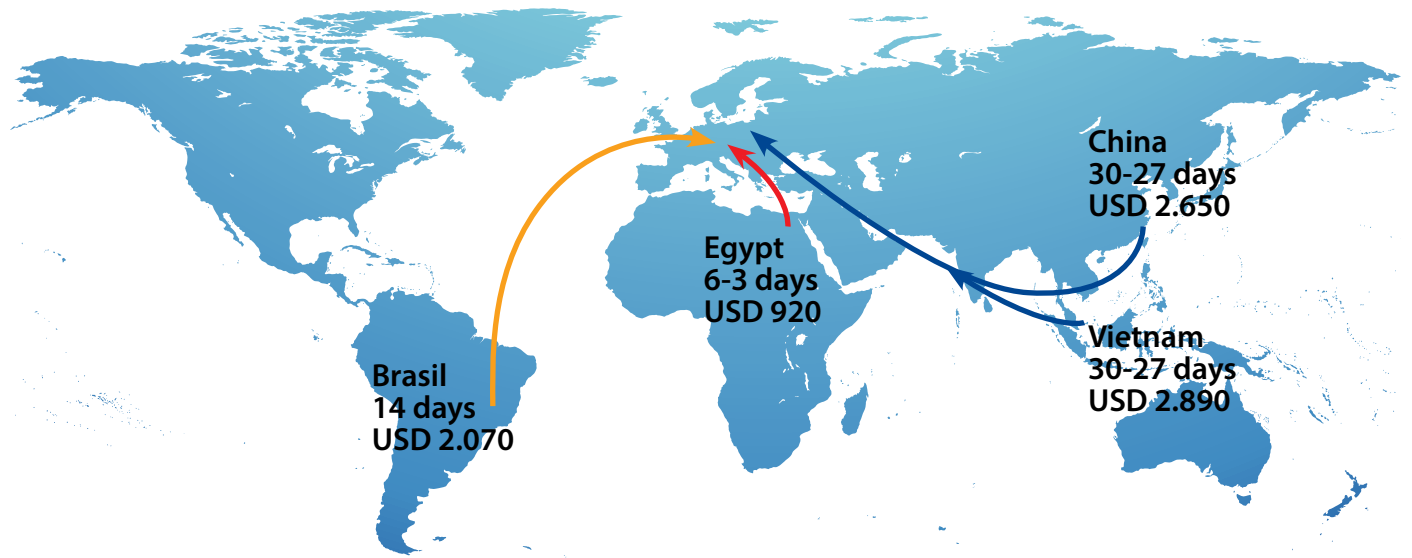 China
30-27 days
USD 2.650
Egypt
6-3 days
USD 920
Vietnam
30-27 days
USD 2.890
Brasil
14 days
USD 2.070